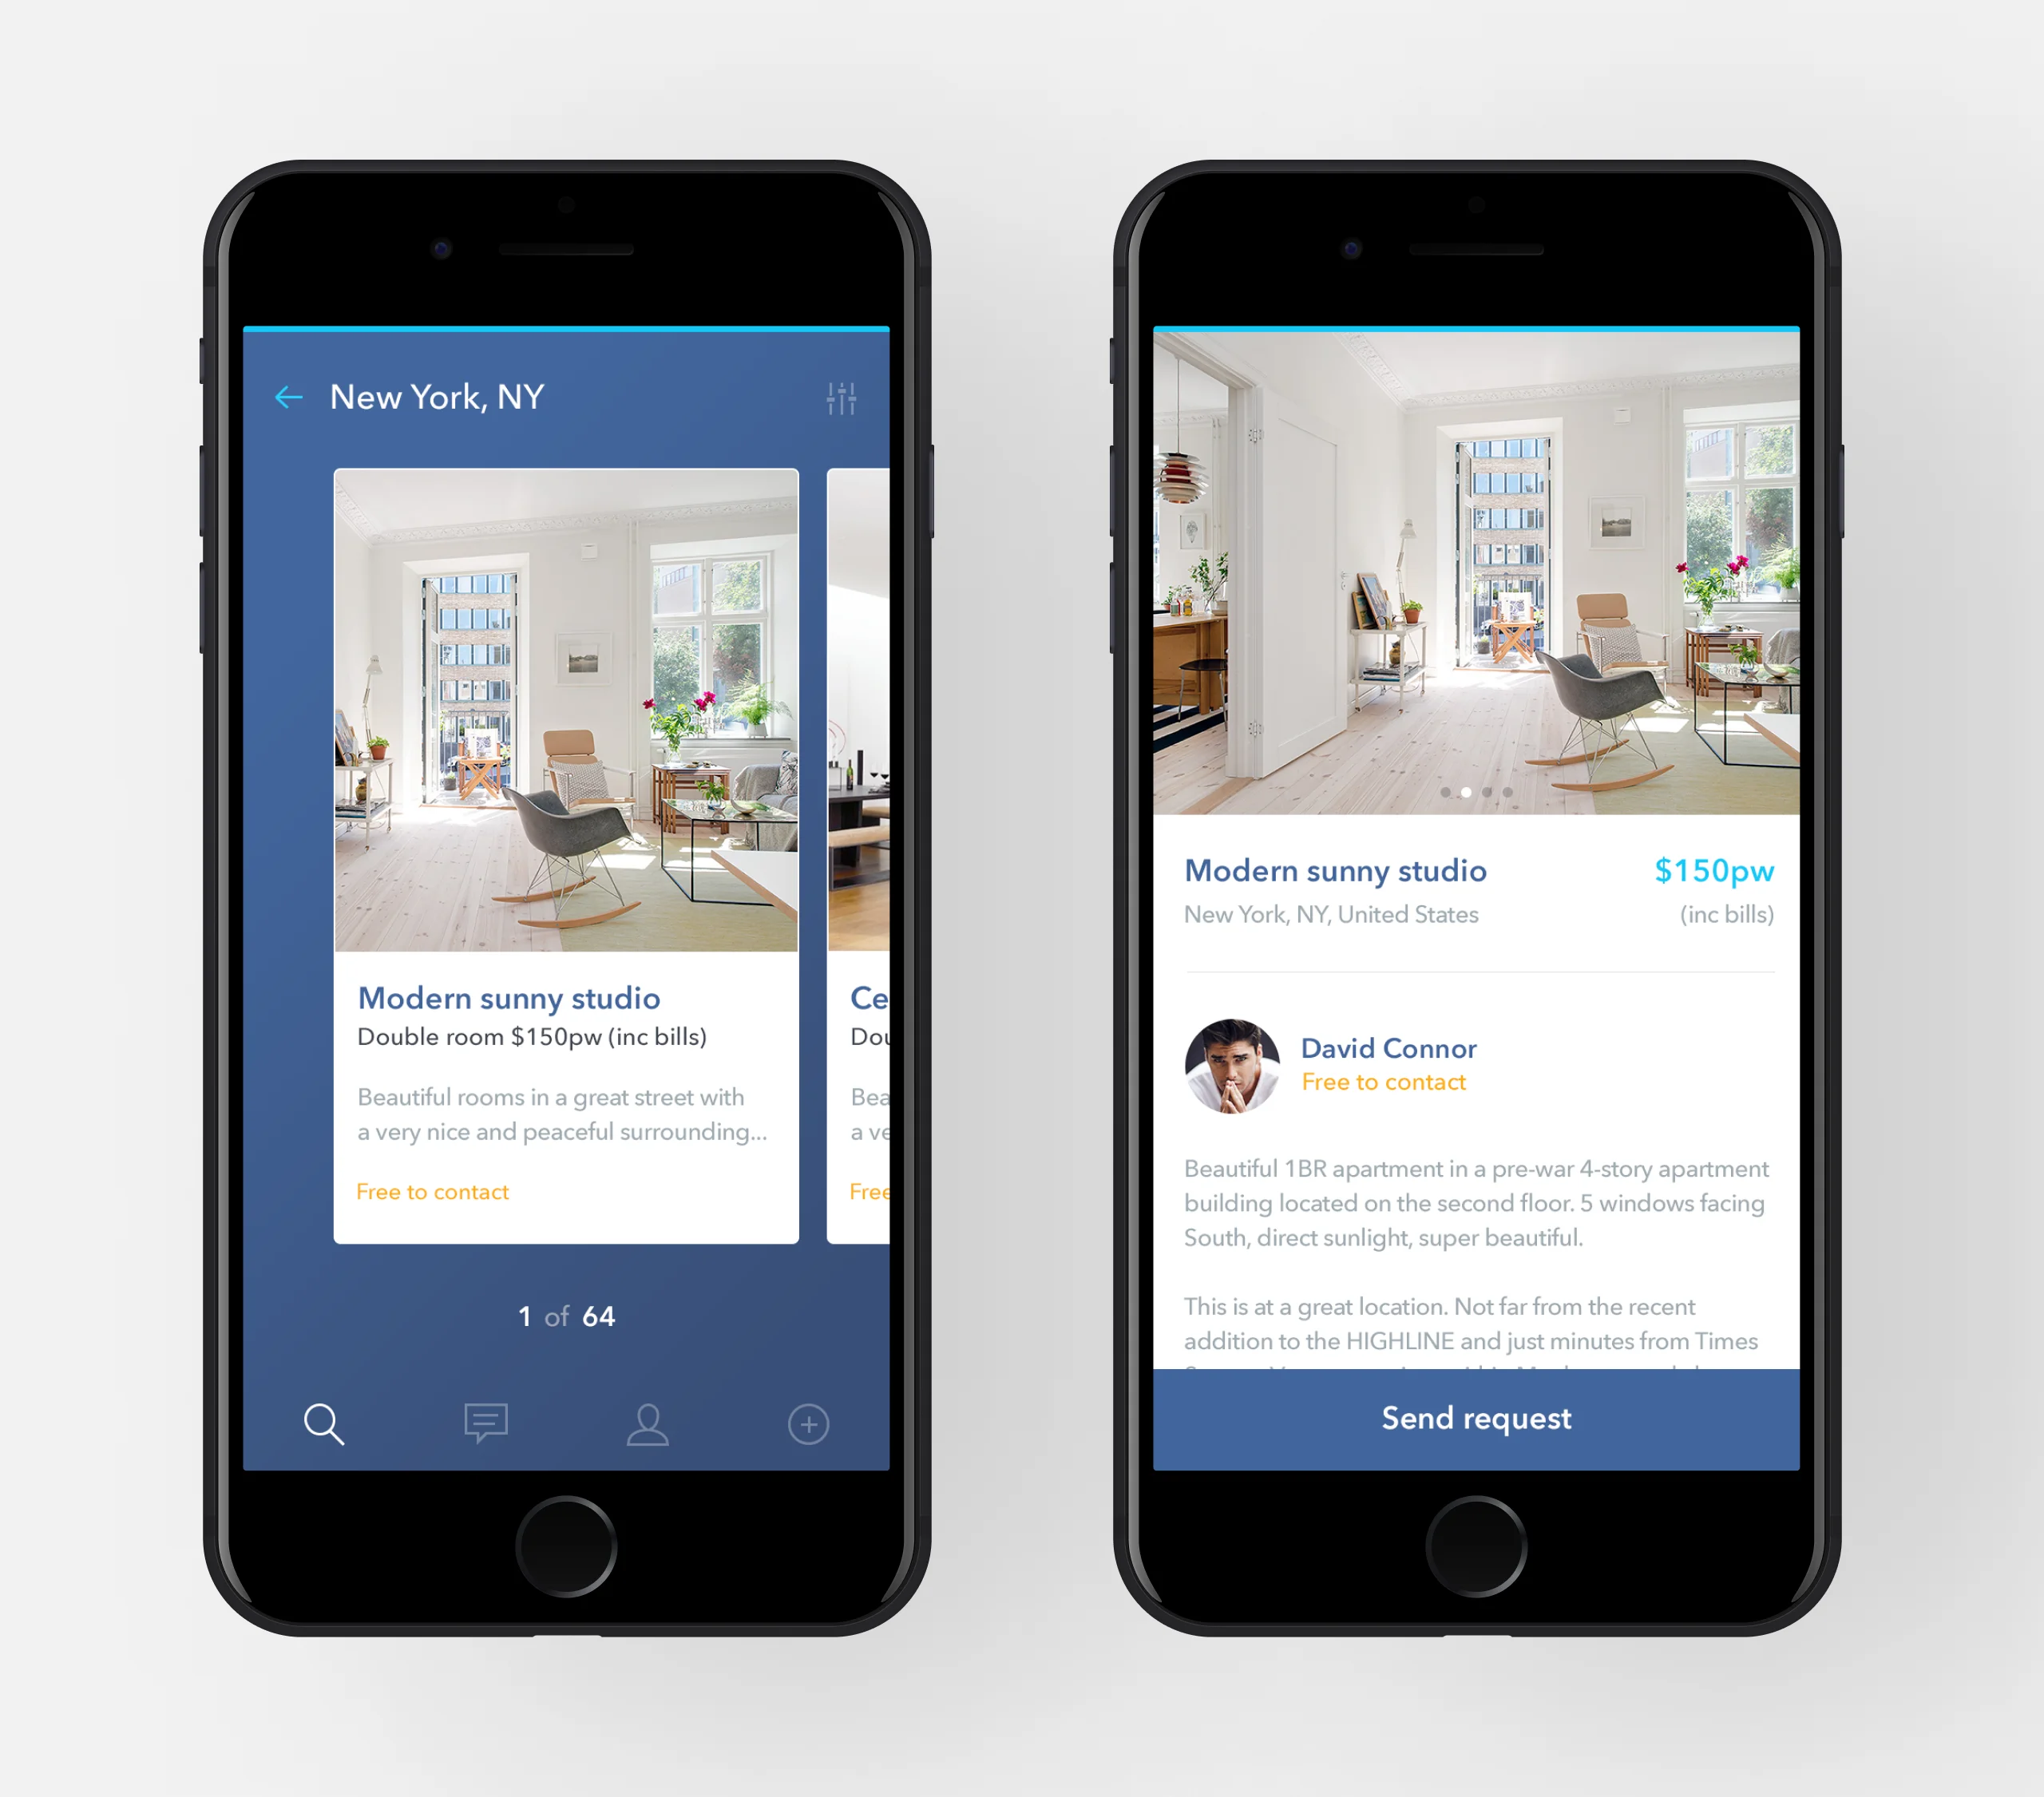 New York, NY
Modern sunny studio
Double room $150pw (inc bills)
Beautiful rooms in a great street with
a very nice and peaceful surrounding...
Free to contact
Ce
Dou
Bea
a ve
Free
1 of 64
Modern sunny studio
$150pw
New York, NY, United States
(inc bills)
David Connor
Free to contact
Beautiful 1BR apartment in a pre-war 4-story apartment
building located on the second floor. 5 windows facing
South, direct sunlight, super beautiful.
This is at a great location. Not far from the recent
addition to the HIGHLINE and just minutes from Times
Send request